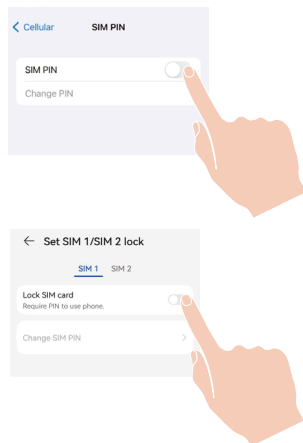 Cellular SIM PIN
SIM PIN
Change PIN
Set SIM 1/SIM 2 lock
SIM 1 SIM 2
Lock SIM card
Require PIN to use phone.
Change SIM PIN